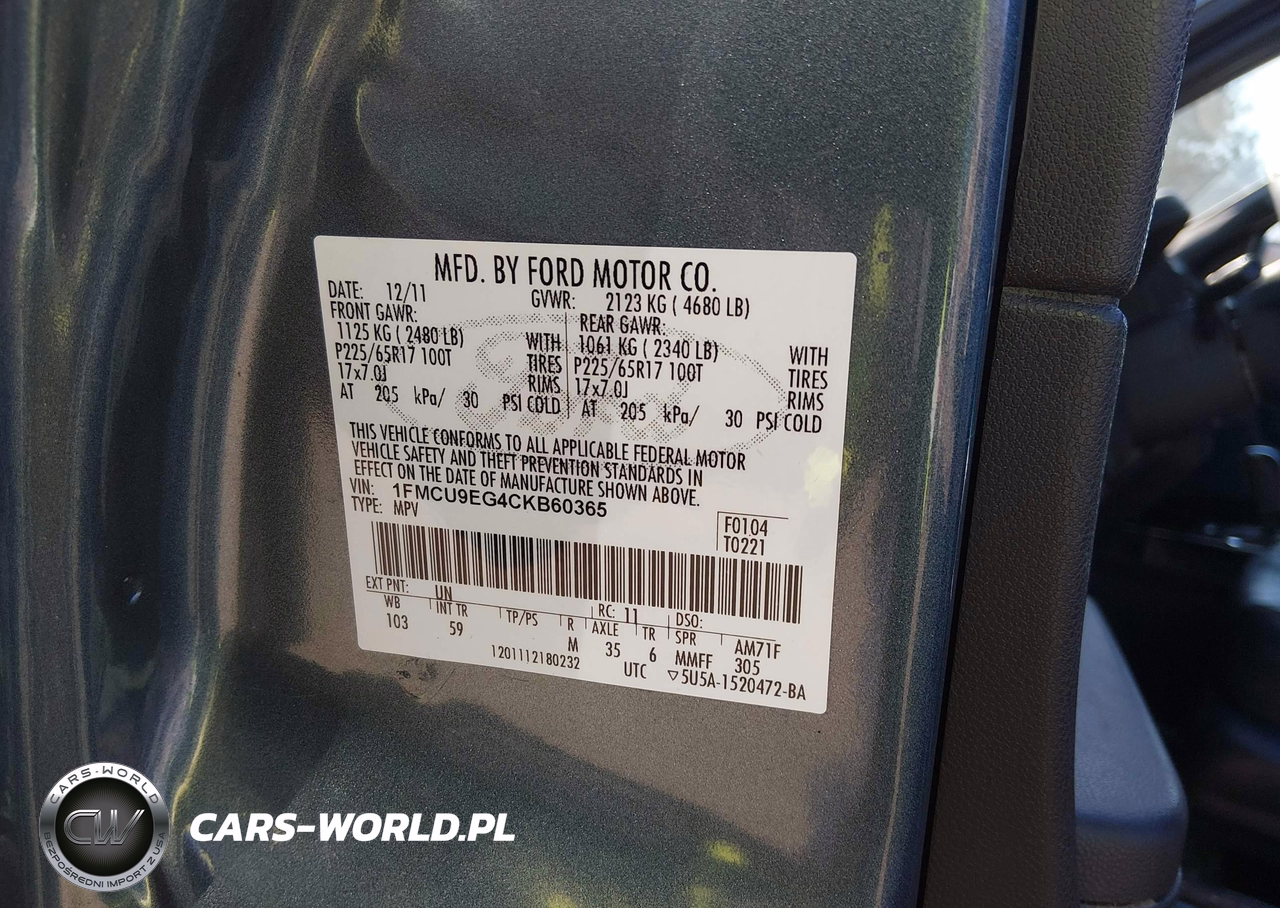 MFD. BY FORD MOTOR CO.
DATE: 12/11 GVWR: 2123 KG ( 4680 LB)
FRONT GAWR: REAR GAWR:
1125 KG ( 2480 LB) WITH 1061 KG ( 2340 LB) WITH
P225/65R17 100T TIRES P225/65R17 100T TIRES
17x7.0J RIMS 17x7.0J RIMS
AT 205 kPa/ 30 PSI COLD AT 205 kPa/ 30 PSI COLD
THIS VEHICLE CONFORMS TO ALL APPLICABLE FEDERAL MOTOR
VEHICLE SAFETY AND THEFT PREVENTION STANDARDS IN
EFFECT ON THE DATE OF MANUFACTURE SHOWN ABOVE.
VIN: 1FMCU9EG4CKB60365
TYPE: MPV
F0104
T0221
EXT PNT: UN RC: 11 DSO:
WB INT TR TP/PS R AXLE TR SPR AM71F
103 59 M 35 6 MMFF 305
1201112180232 UTC ▽5U5A-1520472-BA
CARS-WORLD
CW
BEZPOŚREDNI IMPORT Z USA
CARS-WORLD.PL